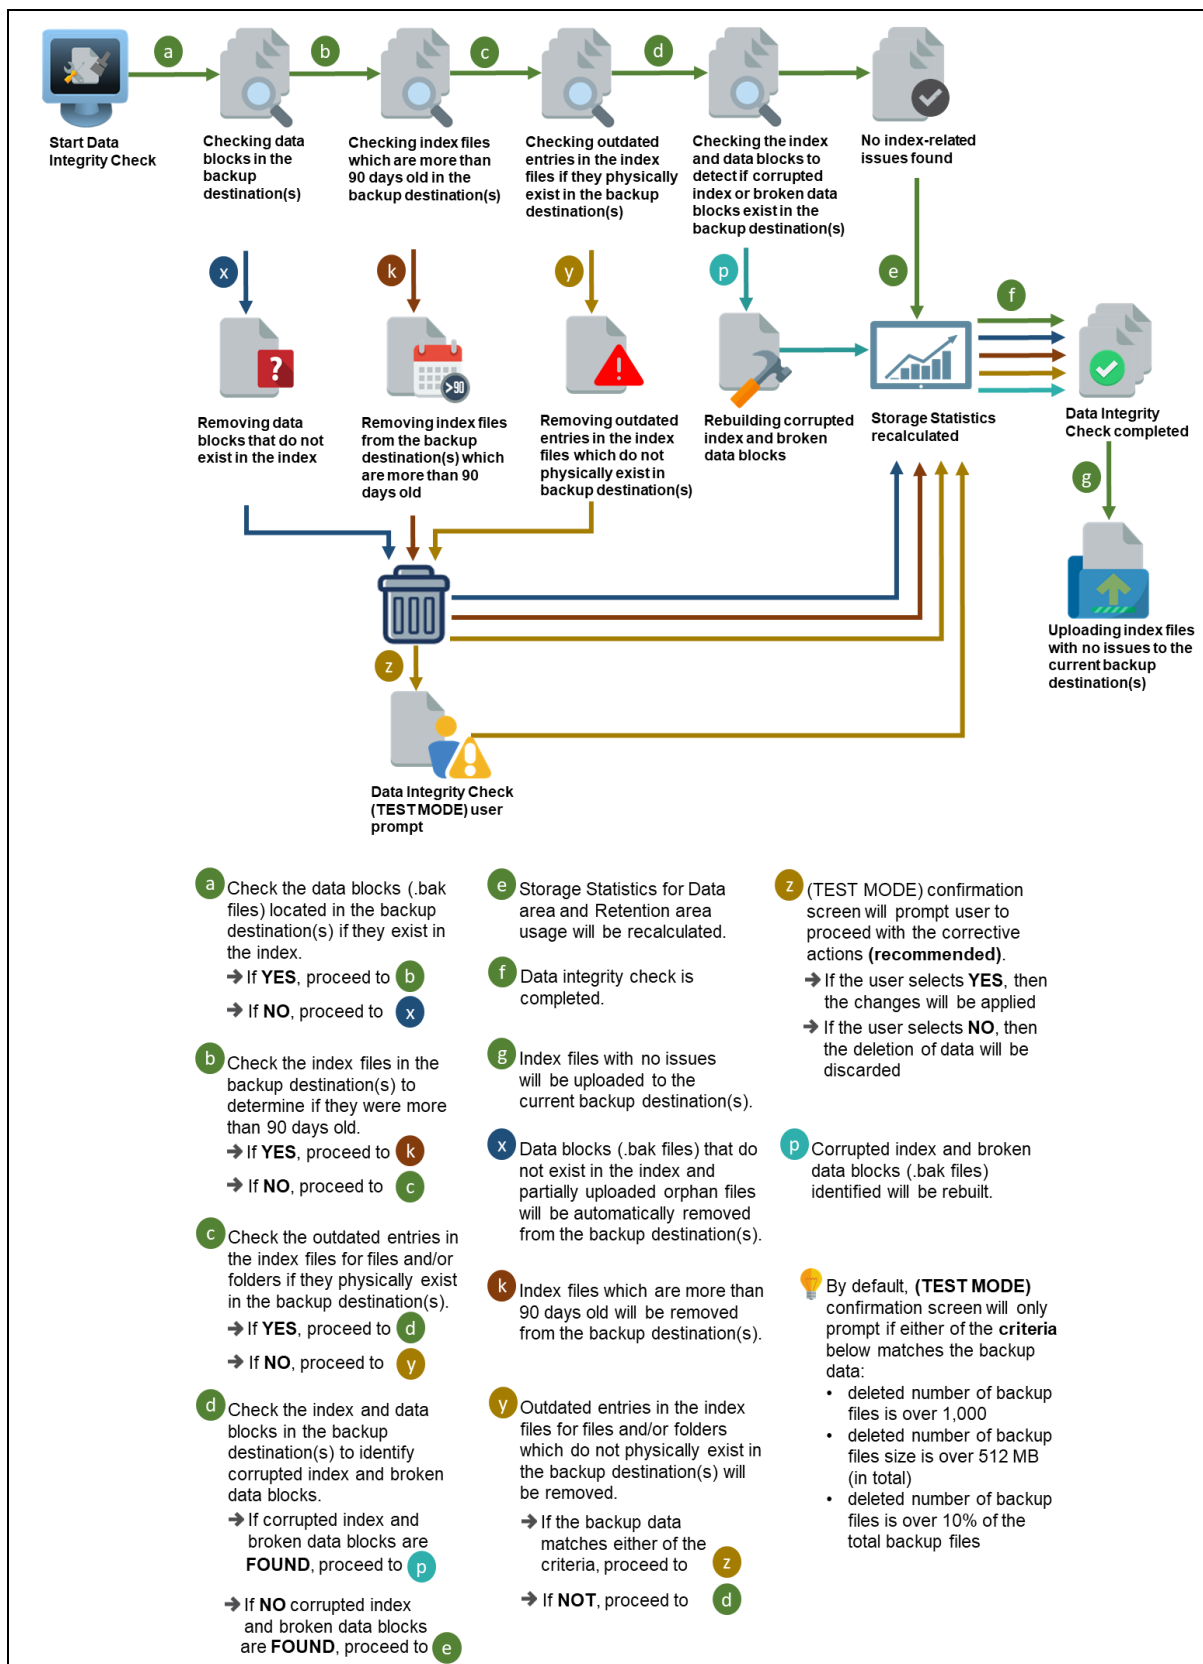 a
b
c
d
Start Data
Integrity Check
Checking data
blocks in the
backup
destination(s)
Checking index files
which are more than
90 days old in the
backup destination(s)
Checking outdated
entries in the index
files if they physically
exist in the backup
destination(s)
Checking the index
and data blocks to
detect if corrupted
index or broken data
blocks exist in the
backup destination(s)
No index-related
issues found
x
k
y
p
e
f
?
>90
!
Removing data
blocks that do not
exist in the index
Removing index files
from the backup
destination(s) which
are more than 90
days old
Removing outdated
entries in the index
files which do not
physically exist in
backup destination(s)
Rebuilding corrupted
index and broken
data blocks
Storage Statistics
recalculated
Data Integrity
Check completed
g
Uploading index files
with no issues to the
current backup
destination(s)
z
!
Data Integrity Check
(TEST MODE) user
prompt
a
Check the data blocks (.bak
files) located in the backup
destination(s) if they exist in
the index.
➔ If YES, proceed to b
➔ If NO, proceed to x
b
Check the index files in the
backup destination(s) to
determine if they were more
than 90 days old.
➔ If YES, proceed to k
➔ If NO, proceed to c
c
Check the outdated entries in
the index files for files and/or
folders if they physically exist
in the backup destination(s).
➔ If YES, proceed to d
➔ If NO, proceed to y
d
Check the index and data
blocks in the backup
destination(s) to identify
corrupted index and broken
data blocks.
➔ If corrupted index and
broken data blocks are
FOUND, proceed to p
➔ If NO corrupted index
and broken data blocks
are FOUND, proceed to e
e
Storage Statistics for Data
area and Retention area
usage will be recalculated.
f
Data integrity check is
completed.
g
Index files with no issues
will be uploaded to the
current backup destination(s).
x
Data blocks (.bak files) that do
not exist in the index and
partially uploaded orphan files
will be automatically removed
from the backup destination(s).
k
Index files which are more than
90 days old will be removed
from the backup destination(s).
y
Outdated entries in the index
files for files and/or folders
which do not physically exist in
the backup destination(s) will
be removed.
➔ If the backup data
matches either of the
criteria, proceed to z
➔ If NOT, proceed to d
z
(TEST MODE) confirmation
screen will prompt user to
proceed with the corrective
actions (recommended).
➔ If the user selects YES, then
the changes will be applied
➔ If the user selects NO, then
the deletion of data will be
discarded
p
Corrupted index and broken
data blocks (.bak files)
identified will be rebuilt.
By default, (TEST MODE)
confirmation screen will only
prompt if either of the criteria
below matches the backup
data:
• deleted number of backup
files is over 1,000
• deleted number of backup
files size is over 512 MB
(in total)
• deleted number of backup
files is over 10% of the
total backup files